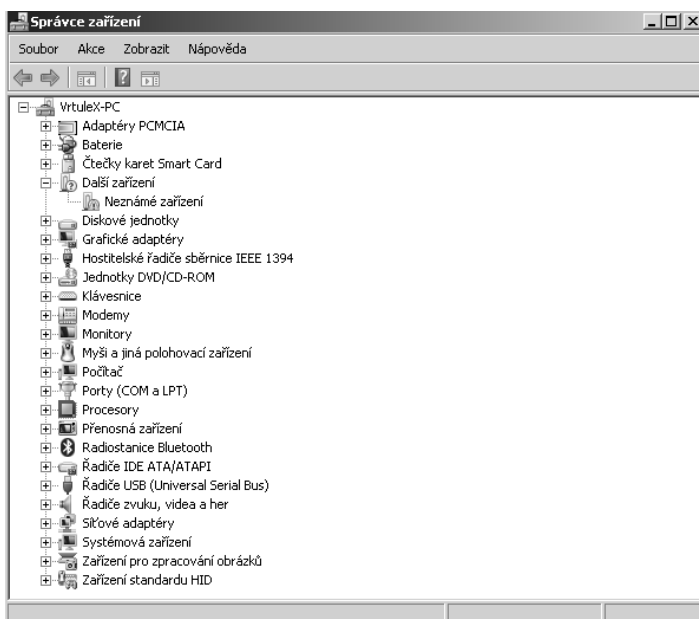 Správce zařízení
Soubor Akce Zobrazit Nápověda
VrtuleX-PC
Adaptéry PCMCIA
Baterie
Čtečky karet Smart Card
Další zařízení
Neznámé zařízení
Diskové jednotky
Grafické adaptéry
Hostitelské řadiče sběrnice IEEE 1394
Jednotky DVD/CD-ROM
Klávesnice
Modemy
Monitory
Myši a jiná polohovací zařízení
Počítač
Porty (COM a LPT)
Procesory
Přenosná zařízení
Radiostanice Bluetooth
Řadiče IDE ATA/ATAPI
Řadiče USB (Universal Serial Bus)
Řadiče zvuku, videa a her
Síťové adaptéry
Systémová zařízení
Zařízení pro zpracování obrázků
Zařízení standardu HID